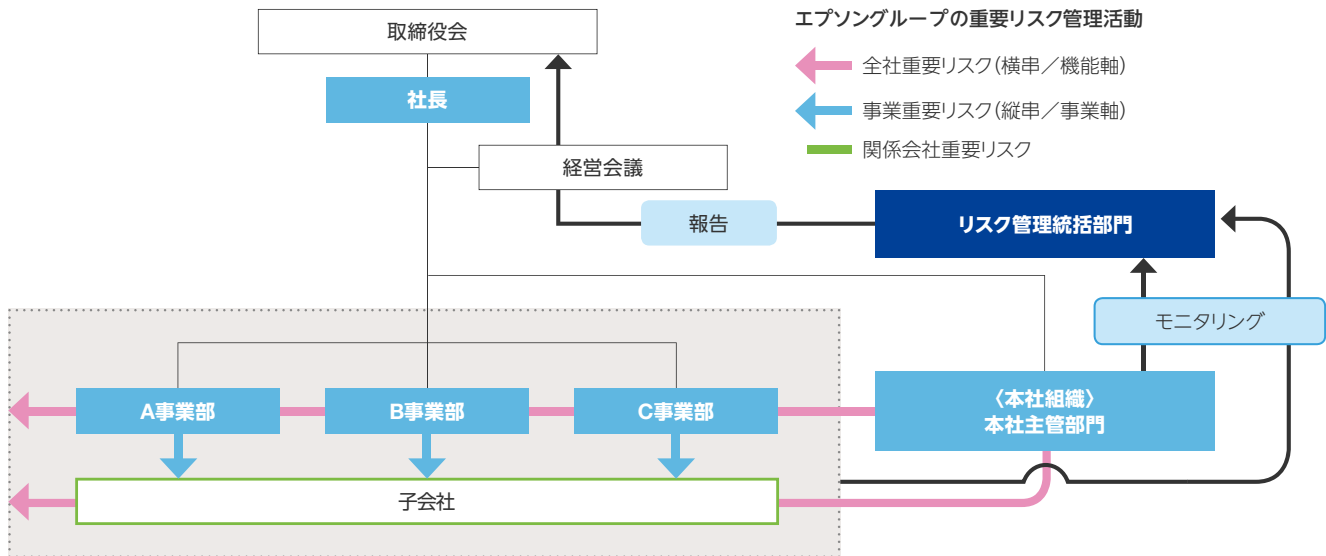 エプソングループの重要リスク管理活動
全社重要リスク(横串／機能軸)
事業重要リスク(縦串／事業軸)
関係会社重要リスク
取締役会
社長
経営会議
報告
リスク管理統括部門
モニタリング
A事業部
B事業部
C事業部
〈本社組織〉
本社主管部門
子会社